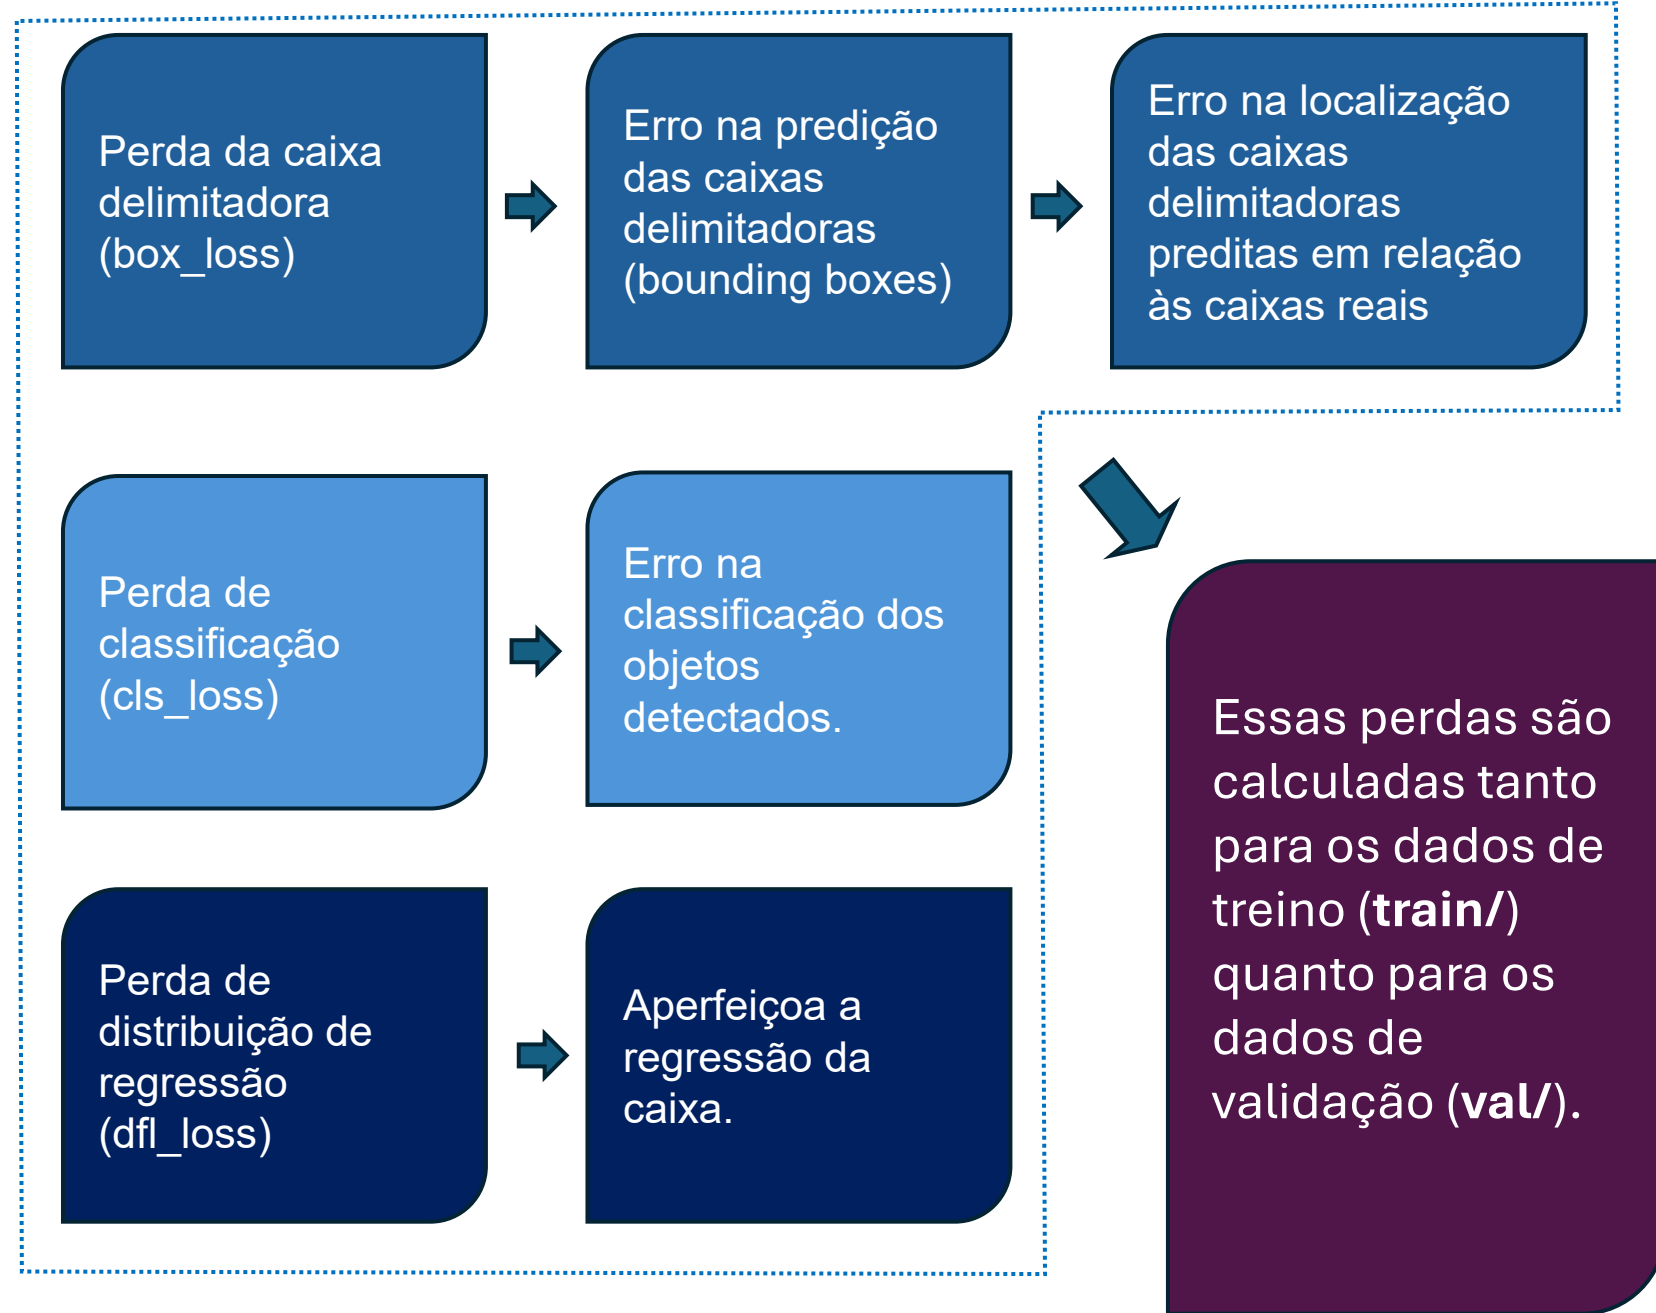 Perda da caixa
delimitadora
(box_loss)
Erro na predição
das caixas
delimitadoras
(bounding boxes)
Erro na localização
das caixas
delimitadoras
preditas em relação
às caixas reais
Perda de
classificação
(cls_loss)
Erro na
classificação dos
objetos
detectados.
Perda de
distribuição de
regressão
(dfl_loss)
Aperfeiçoa a
regressão da
caixa.
Essas perdas são
calculadas tanto
para os dados de
treino (train/)
quanto para os
dados de
validação (val/).